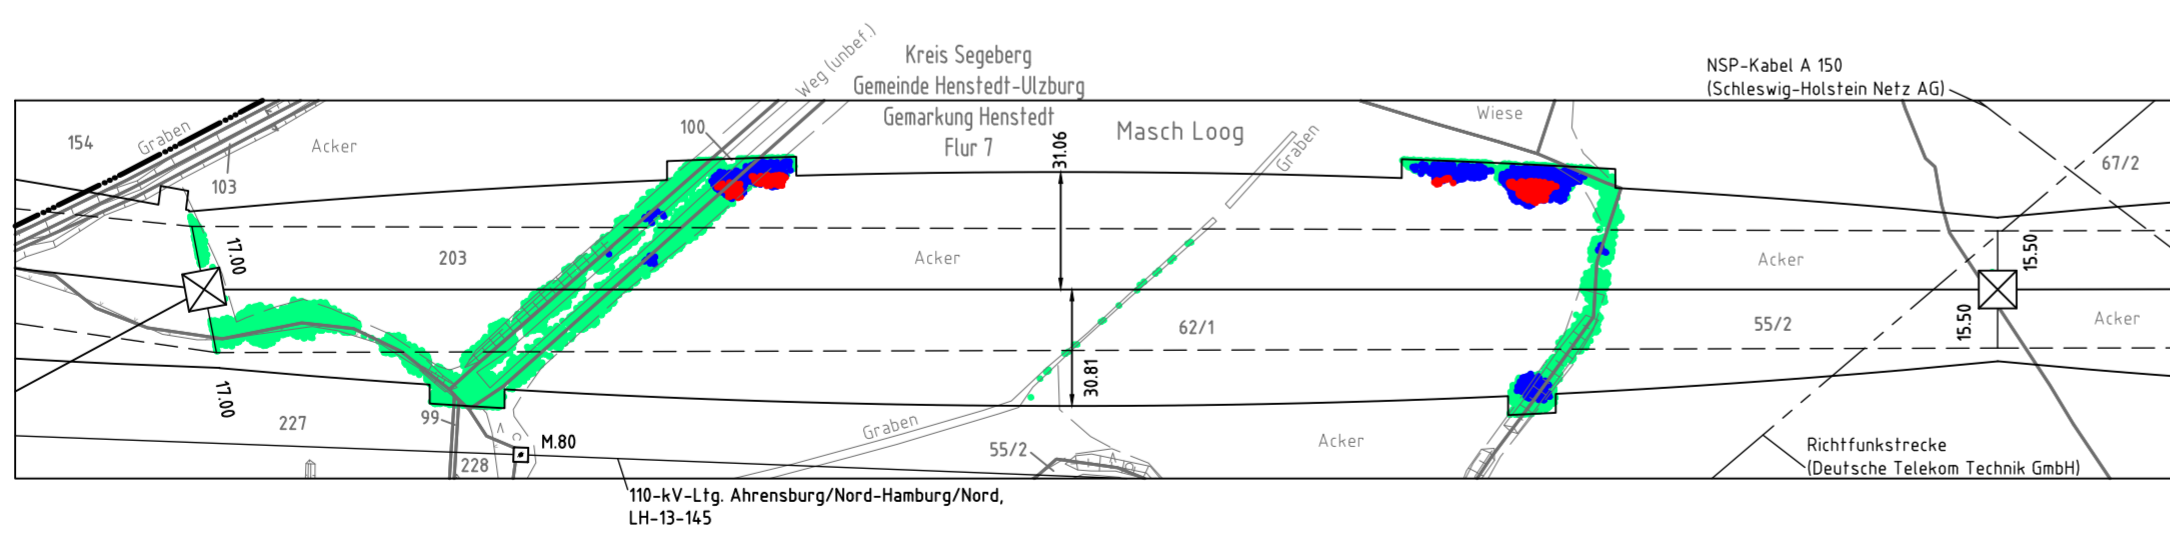 Weg (unbef.)
Kreis Segeberg
Gemeinde Henstedt-Ulzburg
Gemarkung Henstedt
Flur 7
NSP-Kabel A 150
(Schleswig-Holstein Netz AG)
154
Graben
Acker
103
100
31.06
Masch Loog
Graben
Wiese
67/2
17.00
203
Acker
Acker
15.50
62/1
55/2
15.50
Acker
17.00
30.81
227
99
228
M.80
Graben
55/2
Acker
Richtfunkstrecke
(Deutsche Telekom Technik GmbH)
110-kV-Ltg. Ahrensburg/Nord-Hamburg/Nord,
LH-13-145